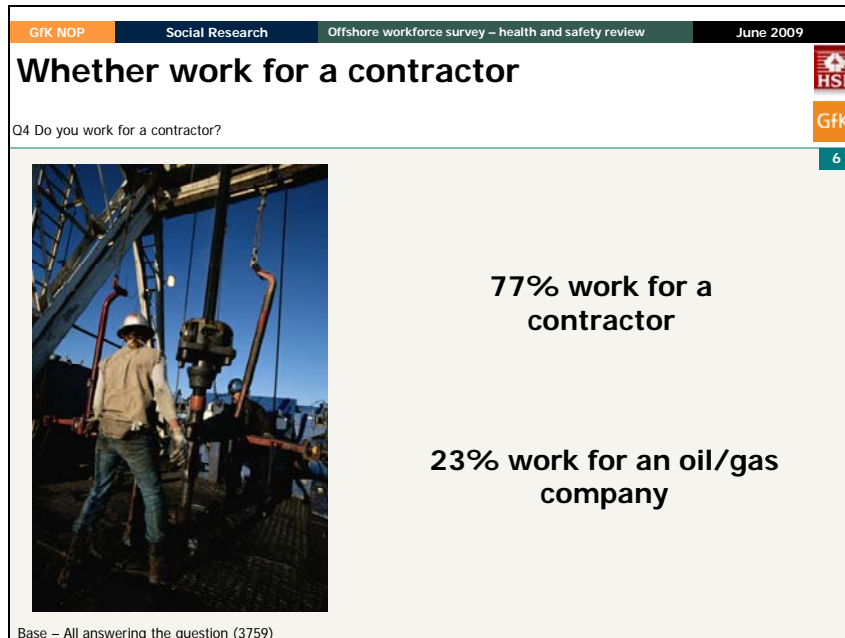 GfK NOP Social Research Offshore workforce survey – health and safety review June 2009
Whether work for a contractor
HSE
Q4 Do you work for a contractor?
GfK
6
77% work for a
contractor
23% work for an oil/gas
company
Base – All answering the question (3759)